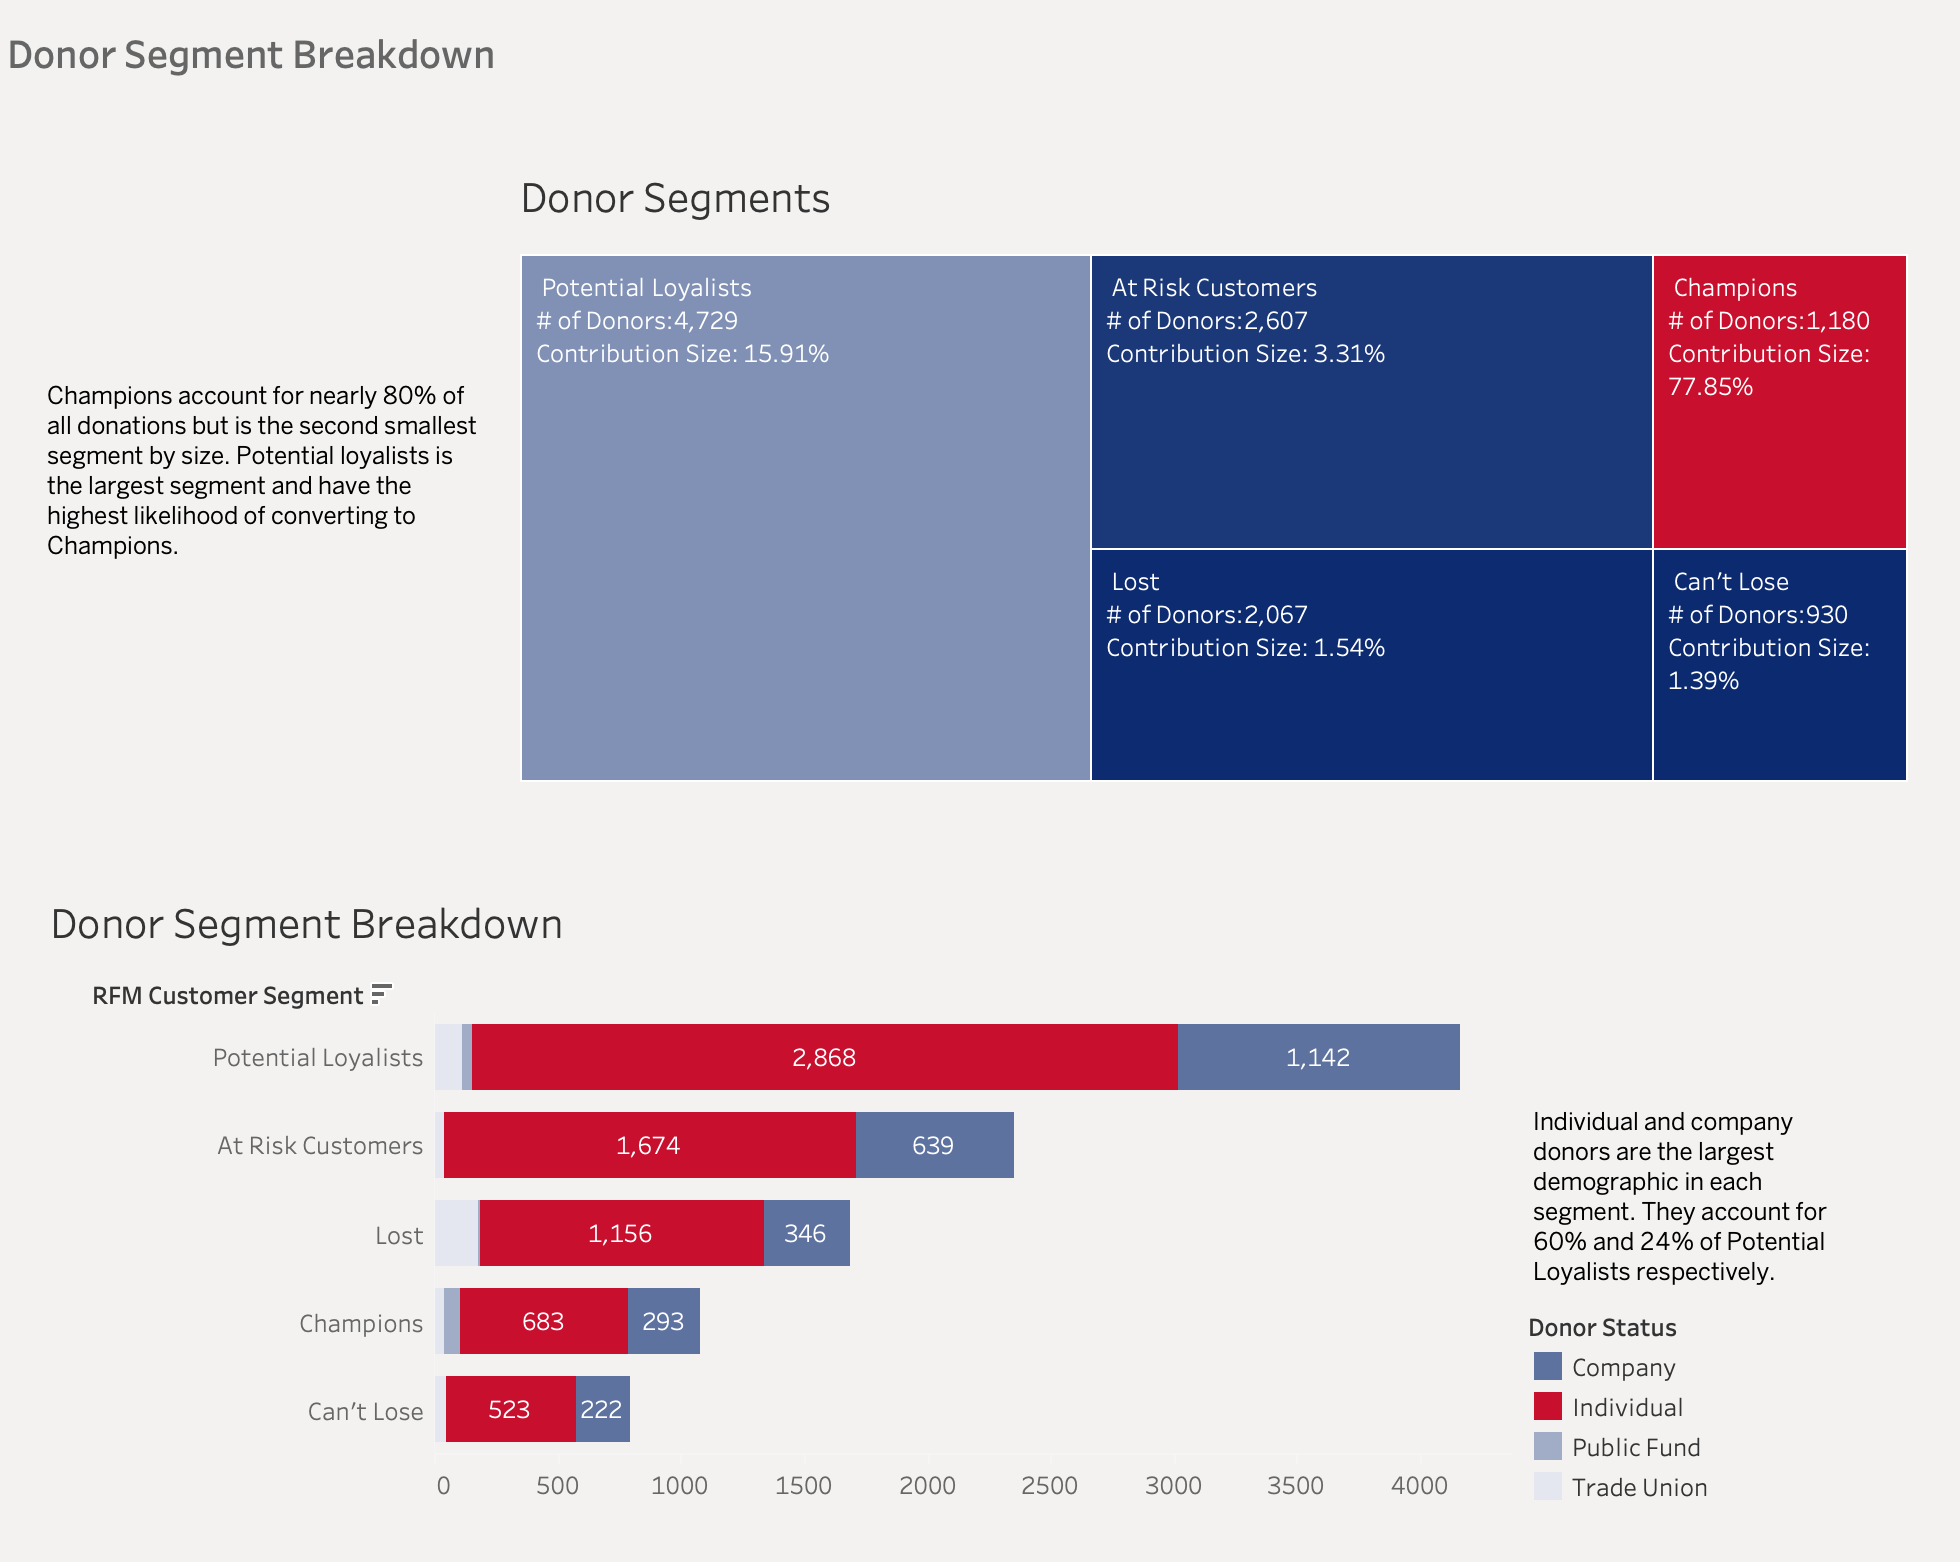 Donor Segment Breakdown
Donor Segments
Potential Loyalists
# of Donors:4,729
Contribution Size: 15.91%
At Risk Customers
# of Donors:2,607
Contribution Size: 3.31%
Champions
# of Donors:1,180
Contribution Size:
77.85%
Champions account for nearly 80% of
all donations but is the second smallest
segment by size. Potential loyalists is
the largest segment and have the
highest likelihood of converting to
Champions.
Lost
# of Donors:2,067
Contribution Size: 1.54%
Can't Lose
# of Donors:930
Contribution Size:
1.39%
Donor Segment Breakdown
RFM Customer Segment
Potential Loyalists
2,868
1,142
At Risk Customers
1,674
639
Lost
1,156
346
Champions
683
293
Can't Lose
523
222
0
500
1000
1500
2000
2500
3000
3500
4000
Individual and company
donors are the largest
demographic in each
segment. They account for
60% and 24% of Potential
Loyalists respectively.
Donor Status
Company
Individual
Public Fund
Trade Union